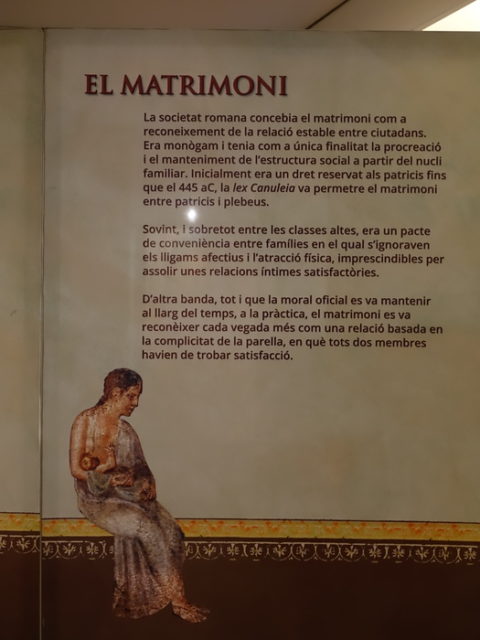 EL MATRIMONI
La societat romana concebia el matrimoni com a
reconeixement de la relació estable entre ciutadans.
Era monògam i tenia com a única finalitat la procreació
i el manteniment de l'estructura social a partir del nucli
familiar. Inicialment era un dret reservat als patricis fins
que el 445 aC, la lex Canuleia va permetre el matrimoni
entre patricis i plebeus.
Sovint, i sobretot entre les classes altes, era un pacte
de conveniència entre famílies en el qual s'ignoraven
els lligams afectius i l'atracció física, imprescindibles per
assolir unes relacions íntimes satisfactòries.
D'altra banda, tot i que la moral oficial es va mantenir
al llarg del temps, a la pràctica, el matrimoni es va
reconèixer cada vegada més com una relació basada en
la complicitat de la parella, en què tots dos membres
havien de trobar satisfacció.